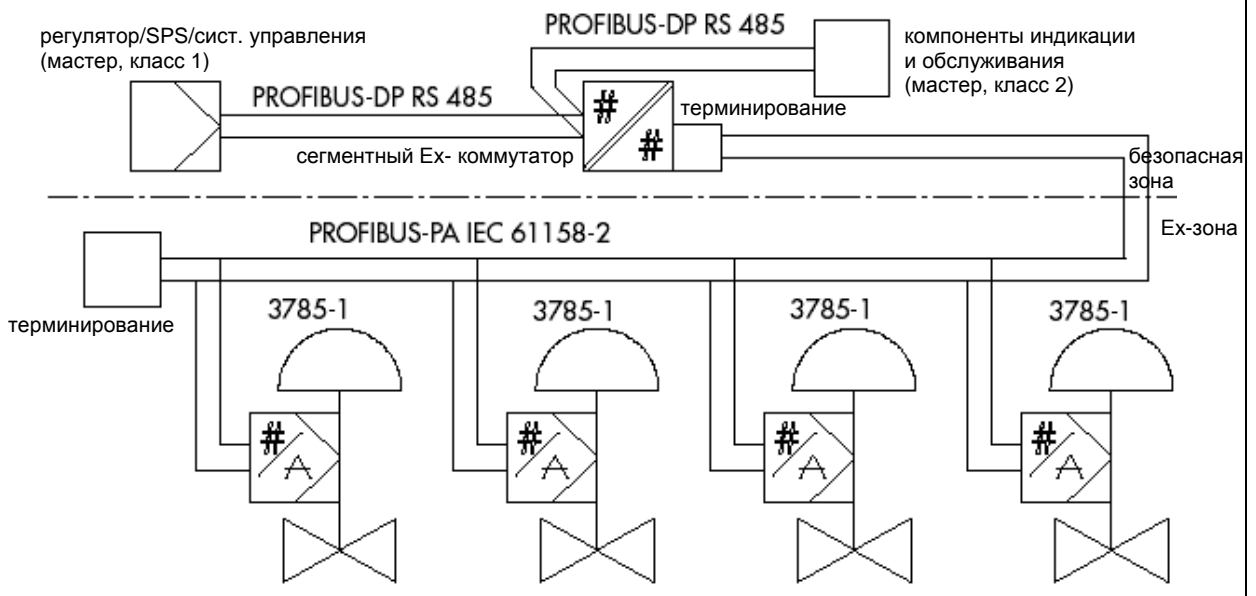 PROFIBUS-DP RS 485
регулятор/SPS/сист. управления
(мастер, класс 1)
компоненты индикации
и обслуживания
(мастер, класс 2)
PROFIBUS-DP RS 485
терминирование
#
#
сегментный Ex- коммутатор
безопасная
зона
PROFIBUS-PA IEC 61158-2
Ex-зона
терминирование
3785-1
3785-1
3785-1
3785-1
#
A
#
A
#
A
#
A